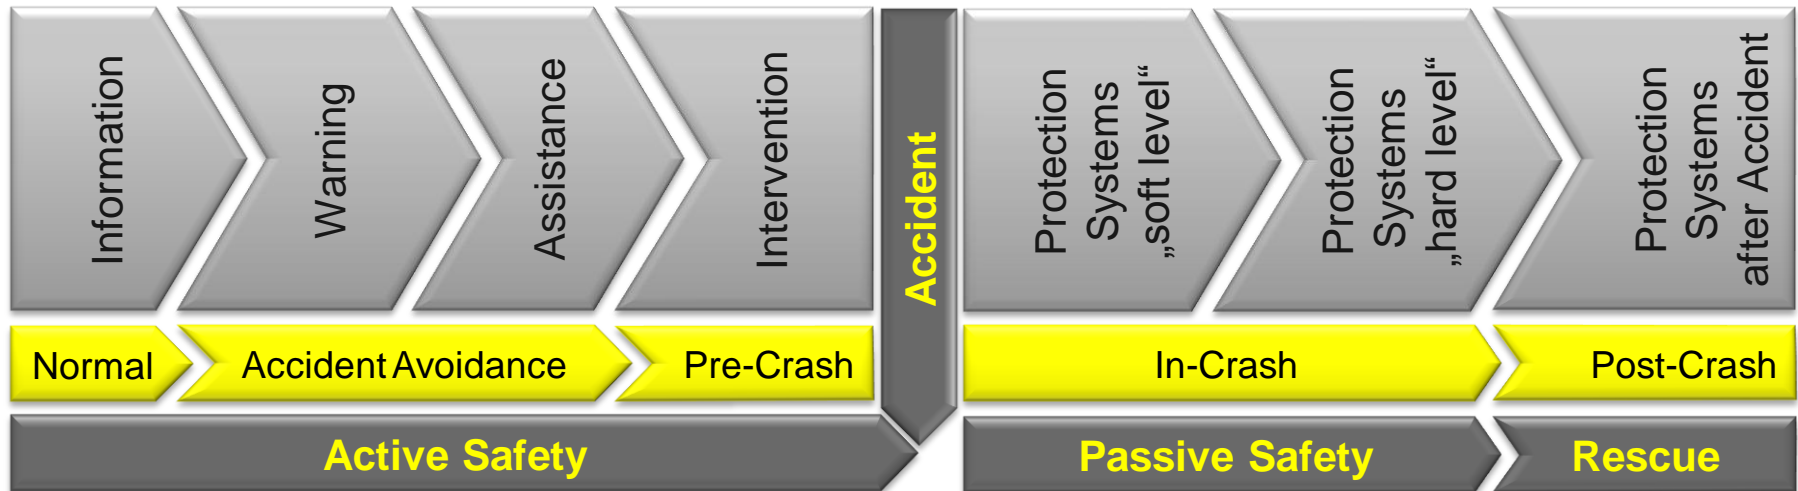 Information
Warning
Assistance
Intervention
Accident
Protection
Systems
„soft level“
Protection
Systems
„hard level“
Protection
Systems
after Accident
Normal
Accident Avoidance
Pre-Crash
In-Crash
Post-Crash
Active Safety
Passive Safety
Rescue